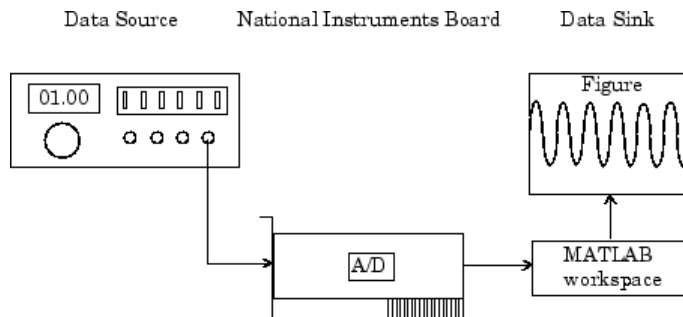 Data Source
National Instruments Board
Data Sink
01.00
Figure
A/D
MATLAB
workspace